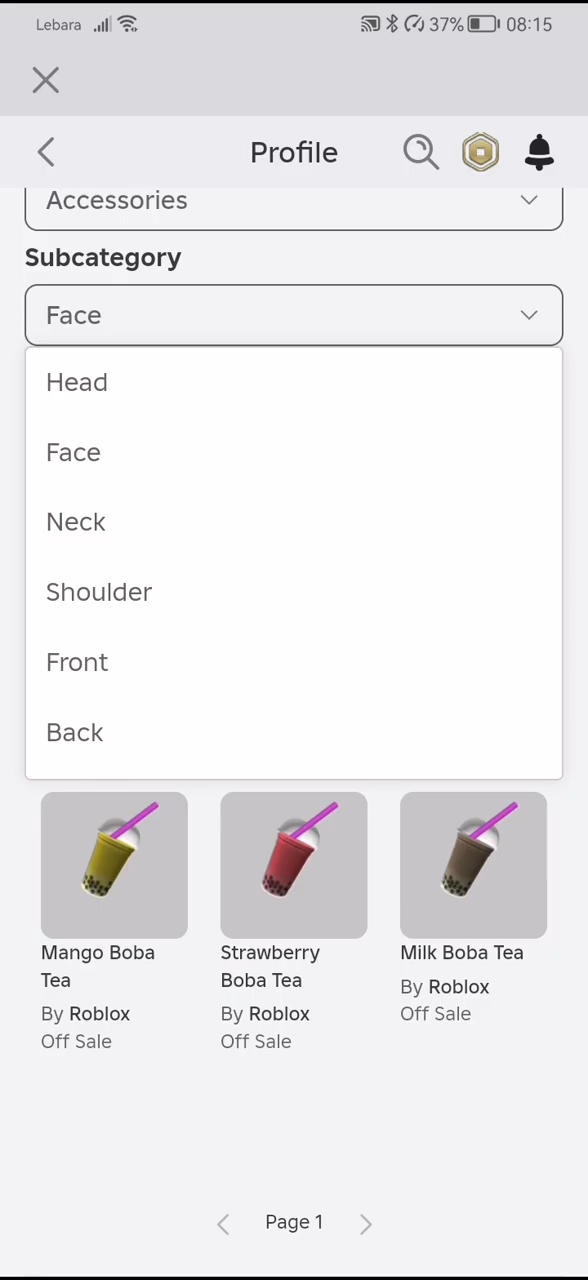 Lebara 37% 08:15
Profile
Accessories
Subcategory
Face
Head
Face
Neck
Shoulder
Front
Back
Mango Boba
Tea
By Roblox
Off Sale
Strawberry
Boba Tea
By Roblox
Off Sale
Milk Boba Tea
By Roblox
Off Sale
Page 1